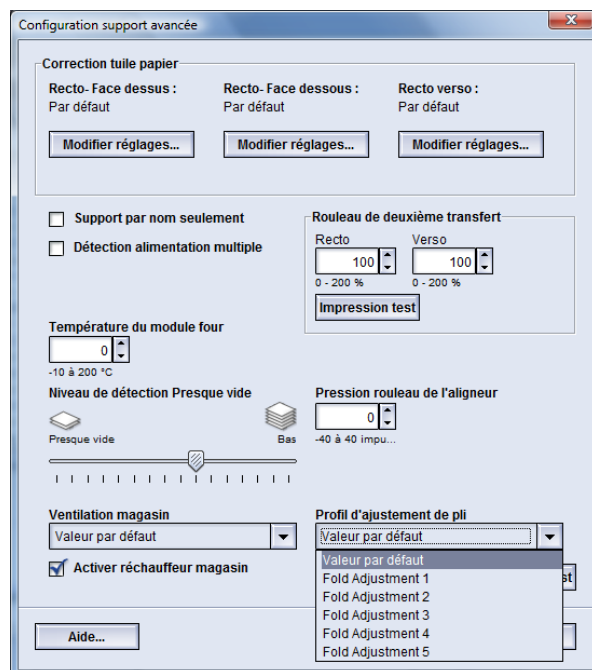 Configuration support avancée
Correction tuile papier
Recto- Face dessus :
Recto- Face dessous :
Recto verso :
Par défaut
Par défaut
Par défaut
Modifier réglages...
Modifier réglages...
Modifier réglages...
Support par nom seulement
Détection alimentation multiple
Rouleau de deuxième transfert
Recto
Verso
100
100
0 - 200 %
0 - 200 %
Impression test
Température du module four
0
-10 à 200 °C
Niveau de détection Presque vide
Presque vide
Bas
Pression rouleau de l'aligneur
0
-40 à 40 impu...
Ventilation magasin
Valeur par défaut
Profil d'ajustement de pli
Valeur par défaut
Valeur par défaut
Fold Adjustment 1
Fold Adjustment 2
Fold Adjustment 3
Fold Adjustment 4
Fold Adjustment 5
Activer réchauffeur magasin
st
Aide...